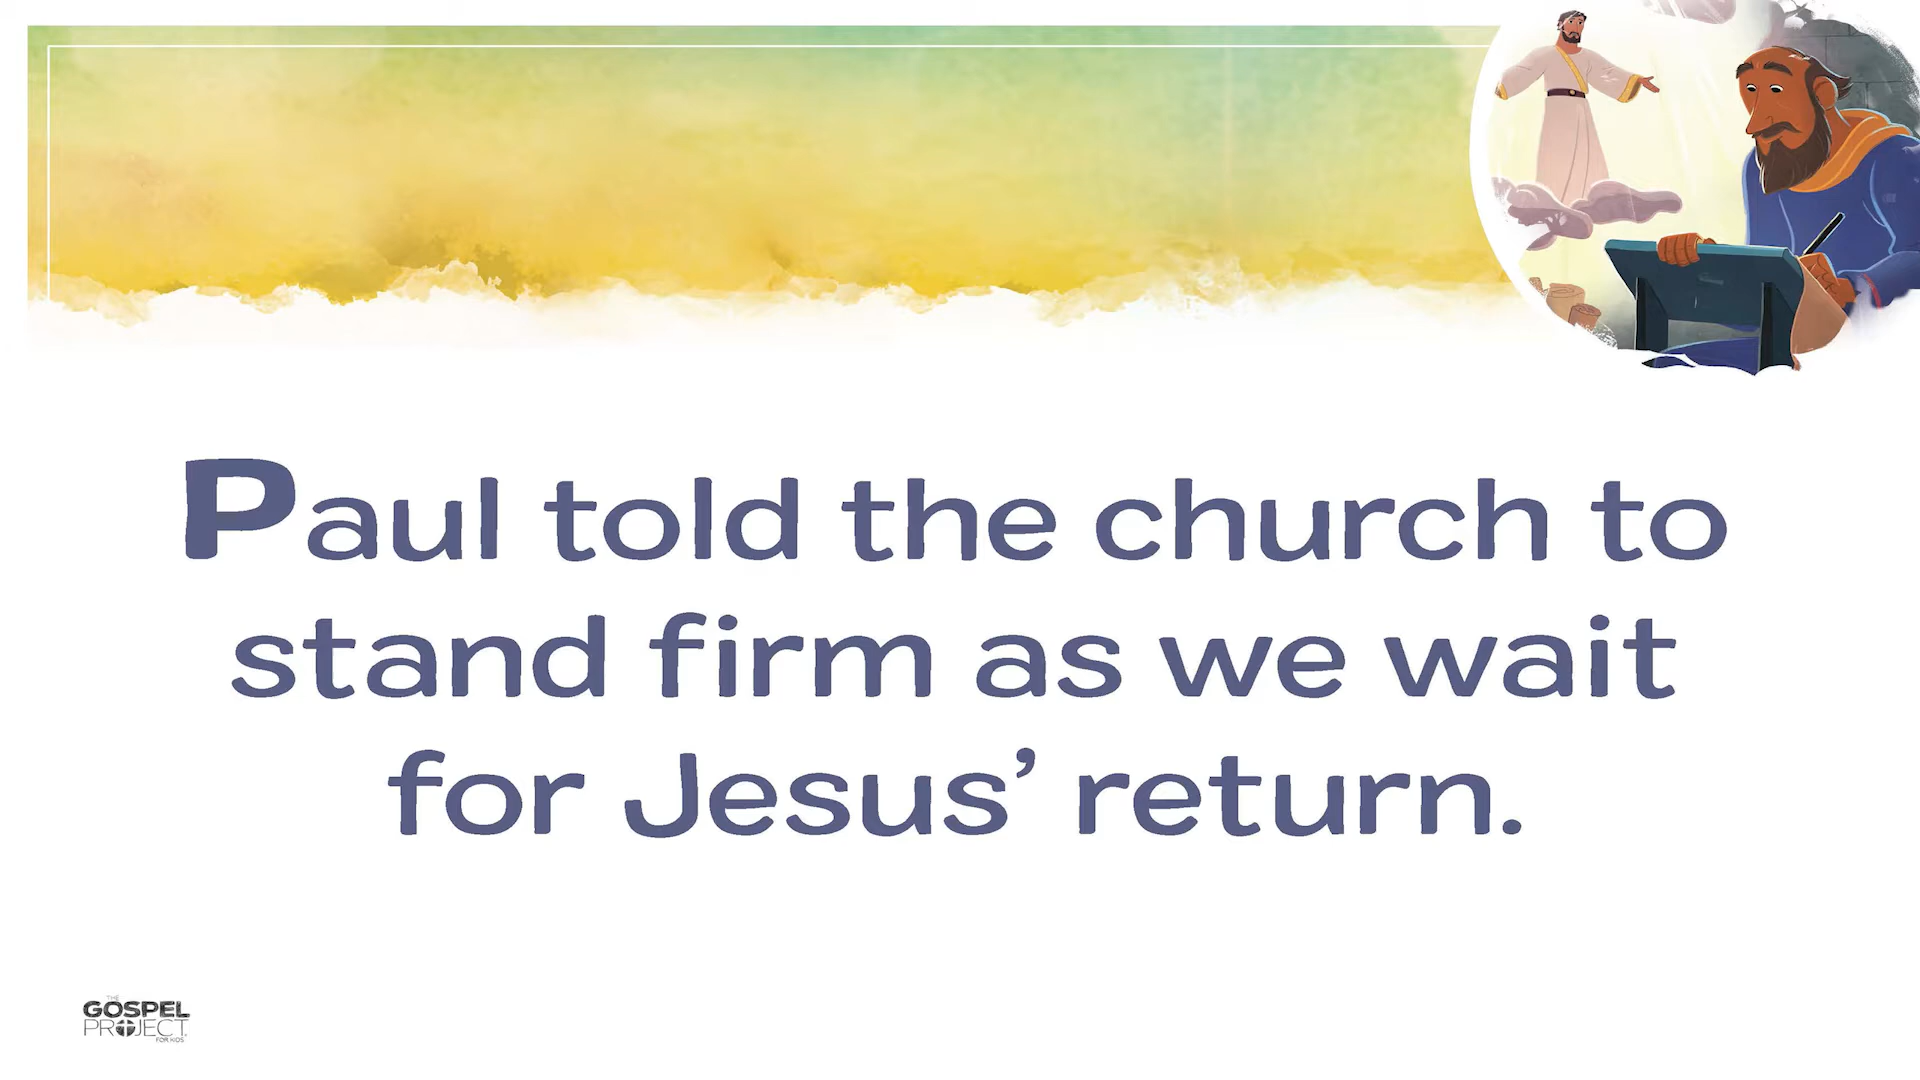 Paul told the church to
stand firm as we wait
for Jesus’ return.
THE
GOSPEL
PROJECT
FOR KIDS